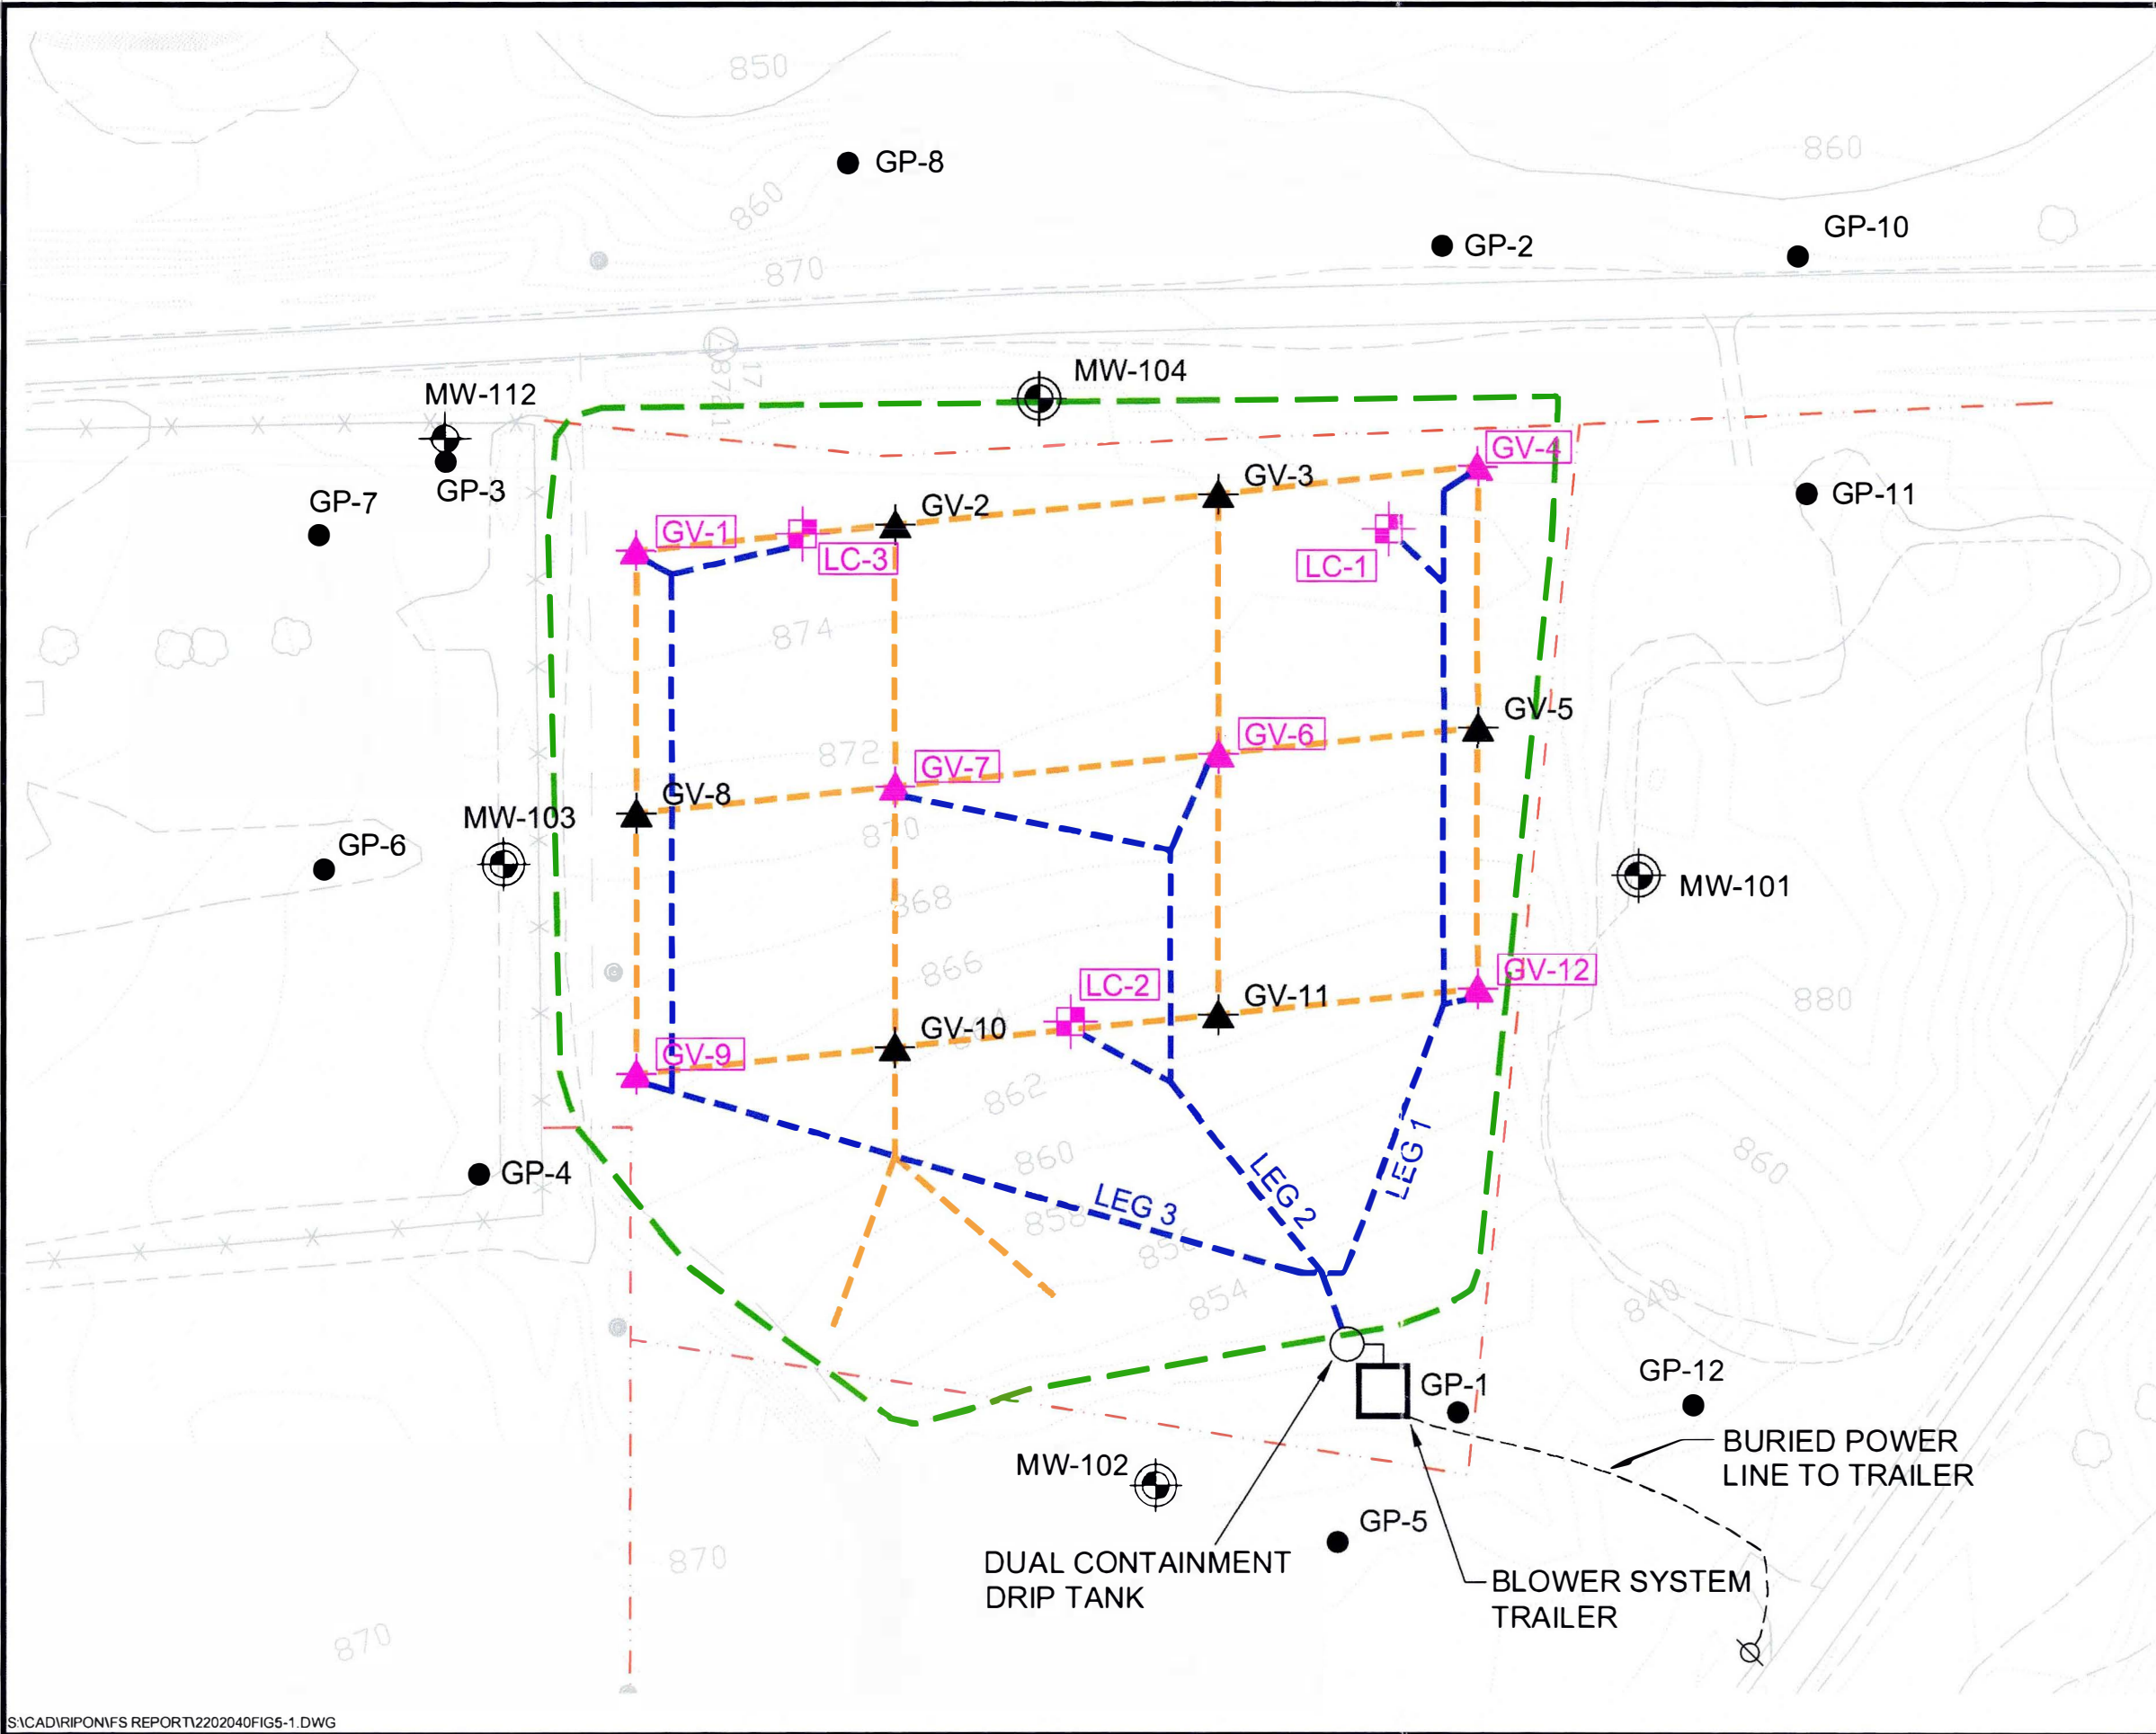 850
860
GP-8
860
GP-10
GP-2
870
17
MW-104
MW-112
GV-4
GV-3
GP-3
GP-7
GV-2
GP-11
GV-1
LC-3
LC-1
874
GV-5
GV-6
872
GV-7
GV-8
MW-103
870
GP-6
MW-101
868
866
LC-2
GV-12
GV-11
880
GV-10
GV-9
862
860
860
GP-4
LEG 1
LEG 2
LEG 3
858
856
854
840
GP-12
GP-1
BURIED POWER
LINE TO TRAILER
MW-102
GP-5
870
DUAL CONTAINMENT
DRIP TANK
BLOWER SYSTEM
TRAILER
870
S:\CAD\RIPON\FS REPORT\2202040FIG5-1.DWG